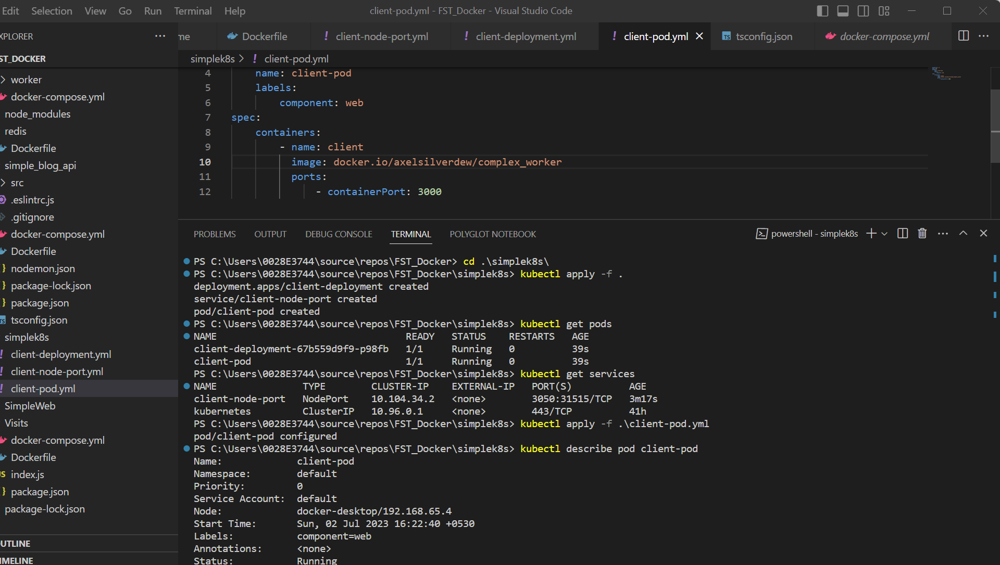 Edit Selection View Go Run Terminal Help client-pod.yml - FST_Docker - Visual Studio Code
XPLORER ... me Dockerfile ! client-node-port.yml ! client-deployment.yml ! client-pod.yml TS tsconfig.json docker-compose.yml
ST_DOCKER
worker
docker-compose.yml
node_modules
redis
Dockerfile
simple_blog_api
src
.eslintrc.js
.gitignore
docker-compose.yml
Dockerfile
nodemon.json
package-lock.json
package.json
tsconfig.json
simplek8s
! client-deployment.yml
! client-node-port.yml
! client-pod.yml
SimpleWeb
Visits
docker-compose.yml
Dockerfile
index.js
package.json
package-lock.json
UTLINE
IMELINE
simplek8s > ! client-pod.yml
4 name: client-pod
5 labels:
6 component: web
7 spec:
8 containers:
9 - name: client
10 image: docker.io/axelsilverdew/complex_worker
11 ports:
12 - containerPort: 3000
PROBLEMS OUTPUT DEBUG CONSOLE TERMINAL POLYGLOT NOTEBOOK powershell - simplek8s
PS C:\Users\0028E3744\source\repos\FST_Docker> cd .\simplek8s\
PS C:\Users\0028E3744\source\repos\FST_Docker\simplek8s> kubectl apply -f .
deployment.apps/client-deployment created
service/client-node-port created
pod/client-pod created
PS C:\Users\0028E3744\source\repos\FST_Docker\simplek8s> kubectl get pods
NAME READY STATUS RESTARTS AGE
client-deployment-67b559d9f9-p98fb 1/1 Running 0 39s
client-pod 1/1 Running 0 39s
PS C:\Users\0028E3744\source\repos\FST_Docker\simplek8s> kubectl get services
NAME TYPE CLUSTER-IP EXTERNAL-IP PORT(S) AGE
client-node-port NodePort 10.104.34.2 <none> 3050:31515/TCP 3m17s
kubernetes ClusterIP 10.96.0.1 <none> 443/TCP 41h
PS C:\Users\0028E3744\source\repos\FST_Docker\simplek8s> kubectl apply -f .\client-pod.yml
pod/client-pod configured
PS C:\Users\0028E3744\source\repos\FST_Docker\simplek8s> kubectl describe pod client-pod
Name: client-pod
Namespace: default
Priority: 0
Service Account: default
Node: docker-desktop/192.168.65.4
Start Time: Sun, 02 Jul 2023 16:22:40 +0530
Labels: component=web
Annotations: <none>
Status: Running